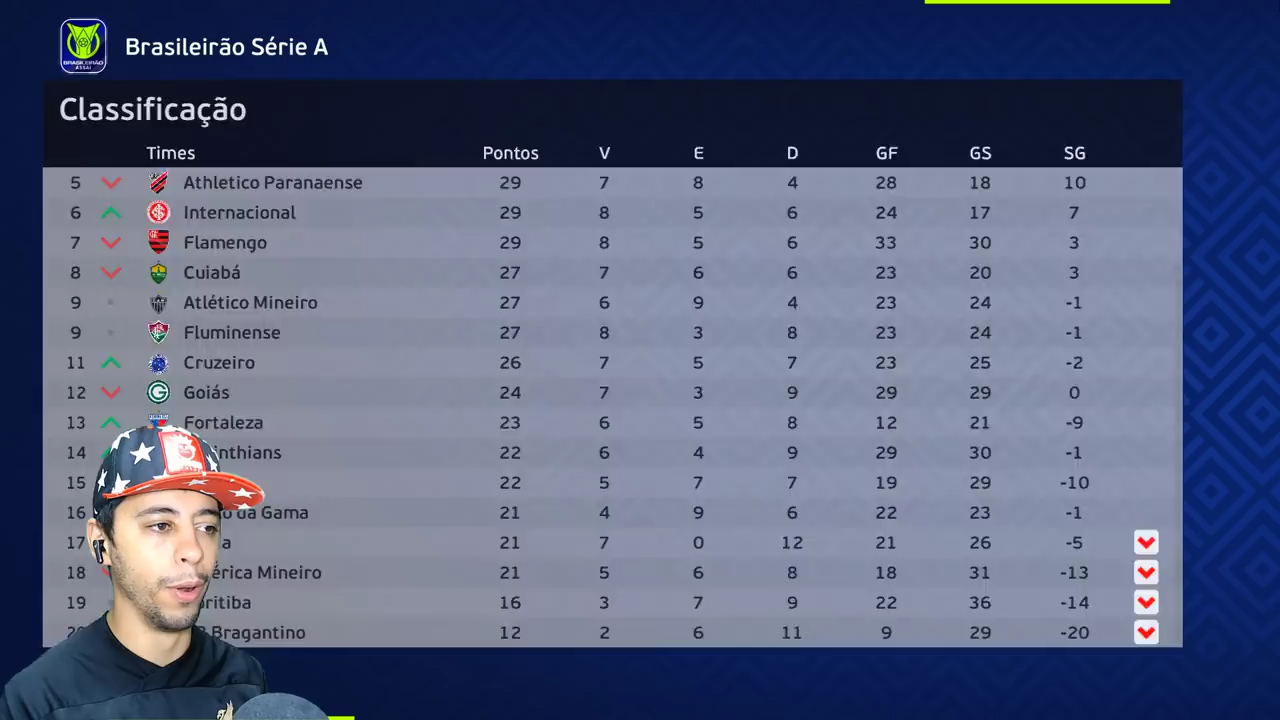 Brasileirão Série A
BRASILEIRÃO
ASSAÍ
Classificação
Times Pontos V E D GF GS SG
5 Athletico Paranaense 29 7 8 4 28 18 10
6 Internacional 29 8 5 6 24 17 7
7 Flamengo 29 8 5 6 33 30 3
8 Cuiabá 27 7 6 6 23 20 3
9 Atlético Mineiro 27 6 9 4 23 24 -1
9 Fluminense 27 8 3 8 23 24 -1
11 Cruzeiro 26 7 5 7 23 25 -2
12 Goiás 24 7 3 9 29 29 0
13 Fortaleza 23 6 5 8 12 21 -9
14 inthians 22 6 4 9 29 30 -1
15 22 5 7 7 19 29 -10
16 da Gama 21 4 9 6 22 23 -1
17 a 21 7 0 12 21 26 -5
18 érica Mineiro 21 5 6 8 18 31 -13
19 ritiba 16 3 7 9 22 36 -14
Bragantino 12 2 6 11 9 29 -20